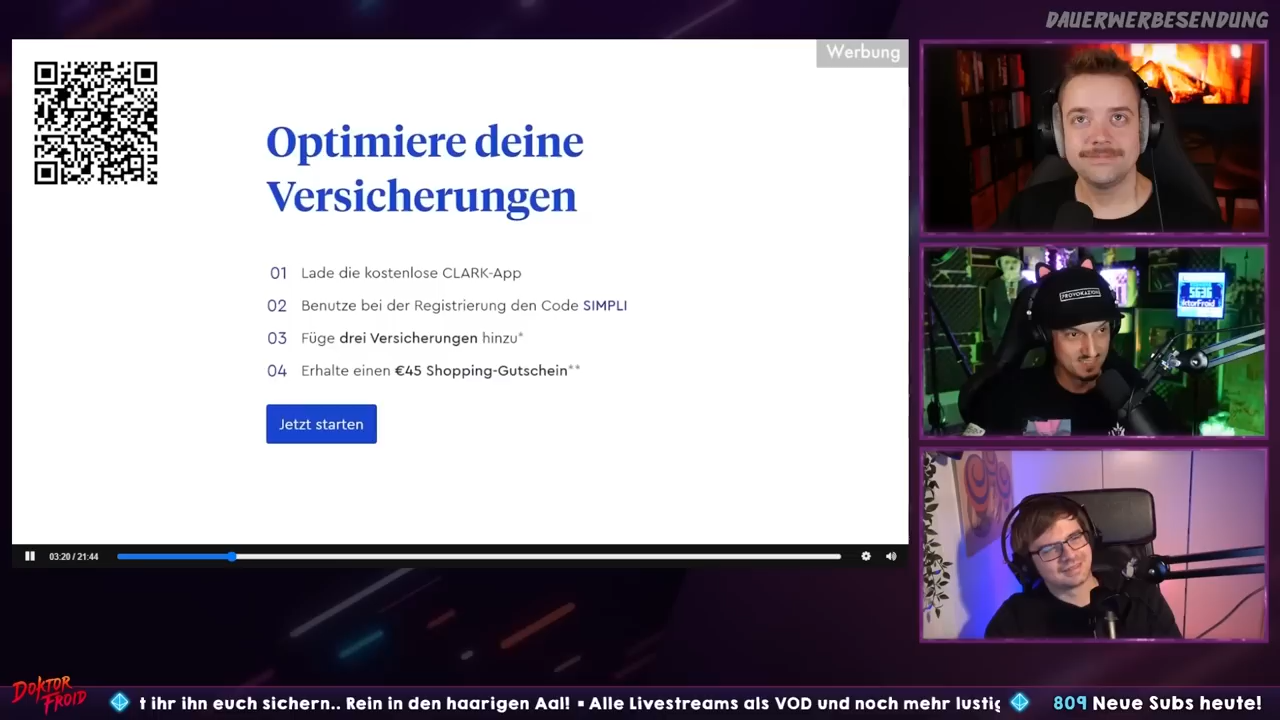 DAUERWERBESENDUNG
Werbung
Optimiere deine
Versicherungen
01 Lade die kostenlose CLARK-App
02 Benutze bei der Registrierung den Code SIMPLI
03 Füge drei Versicherungen hinzu*
04 Erhalte einen €45 Shopping-Gutschein**
Jetzt starten
03:20 / 21:44
DOKTOR
FROID
t ihr ihn euch sichern.. Rein in den haarigen Aal! ▪ Alle Livestreams als VOD und noch mehr lustig
809 Neue Subs heute!